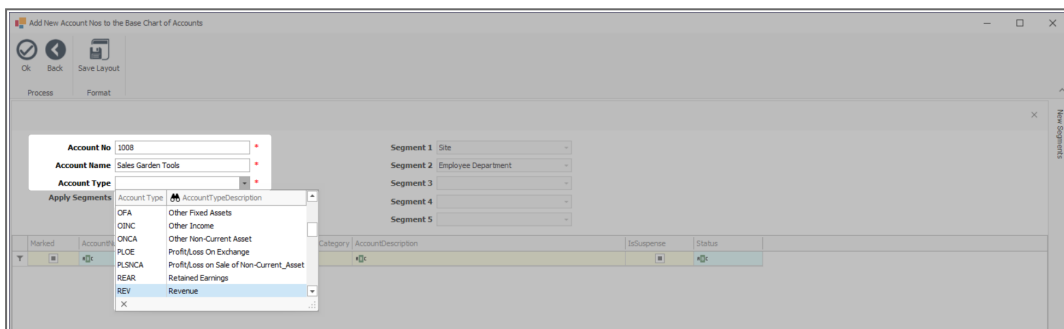 Add New Account Nos to the Base Chart of Accounts
Ok Back Save Layout
Process Format
New Segments
Account No 1008 * Segment 1 Site
Account Name Sales Garden Tools * Segment 2 Employee Department
Account Type * Segment 3
Apply Segments Segment 4
Segment 5
Account Type AccountTypeDescription
OFA Other Fixed Assets
OINC Other Income
ONCA Other Non-Current Asset
PLOE Profit/Loss On Exchange
PLSNCA Profit/Loss on Sale of Non-Current_Asset
REAR Retained Earnings
REV Revenue
Marked Category AccountDescription IsSuspense Status